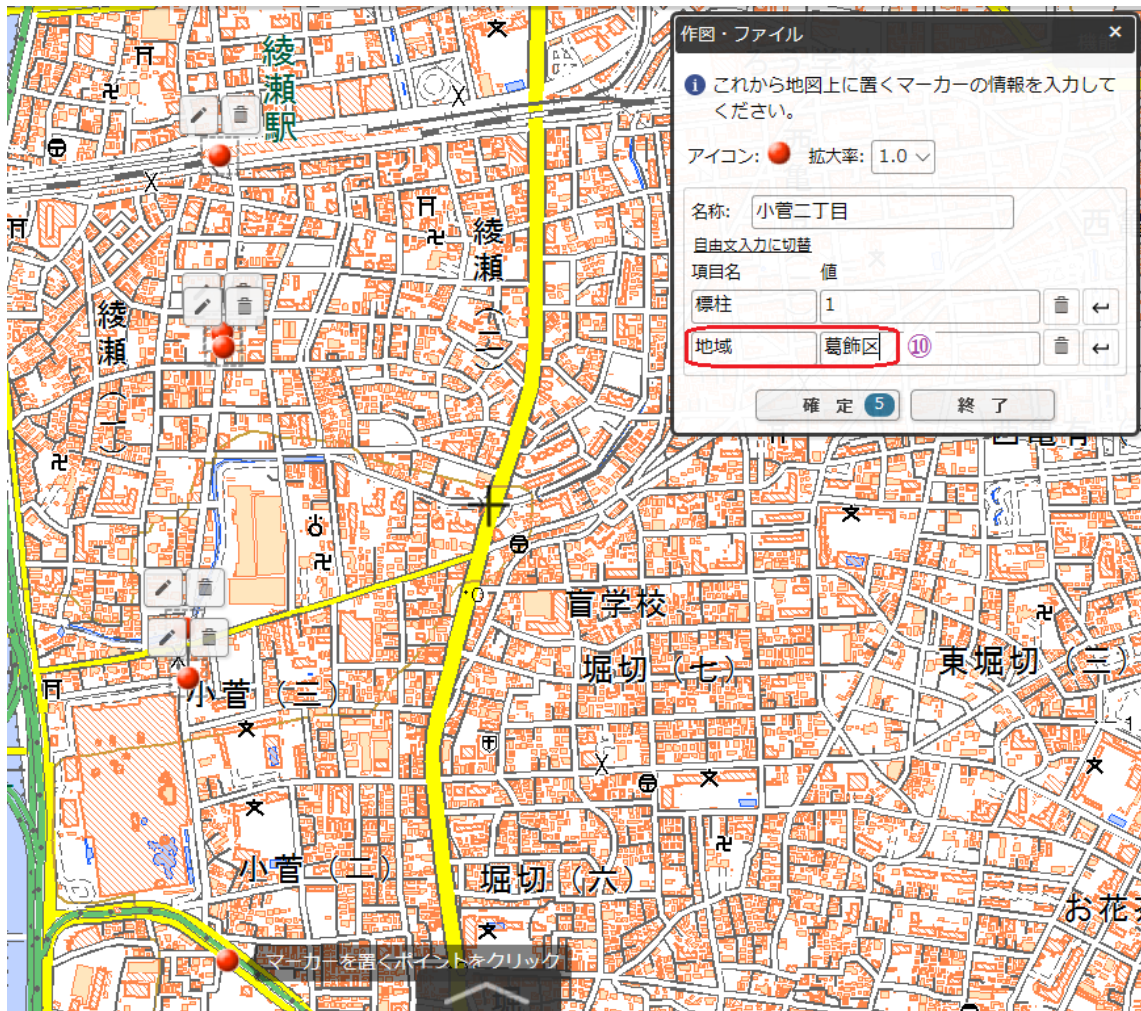 作図・ファイル
×
これから地図上に置くマーカーの情報を入力して
ください。
アイコン: 拡大率: 1.0
名称: 小菅二丁目
自由文入力に切替
項目名 値
標柱 1
地域 葛飾区 ⑩
確 定 5 終 了
綾瀬駅
綾瀬(二)
綾瀬(一)
盲学校
堀切(七)
東堀切(三)
小菅(三)
小菅(二)
堀切(六)
お花
マーカーを置くポイントをクリック